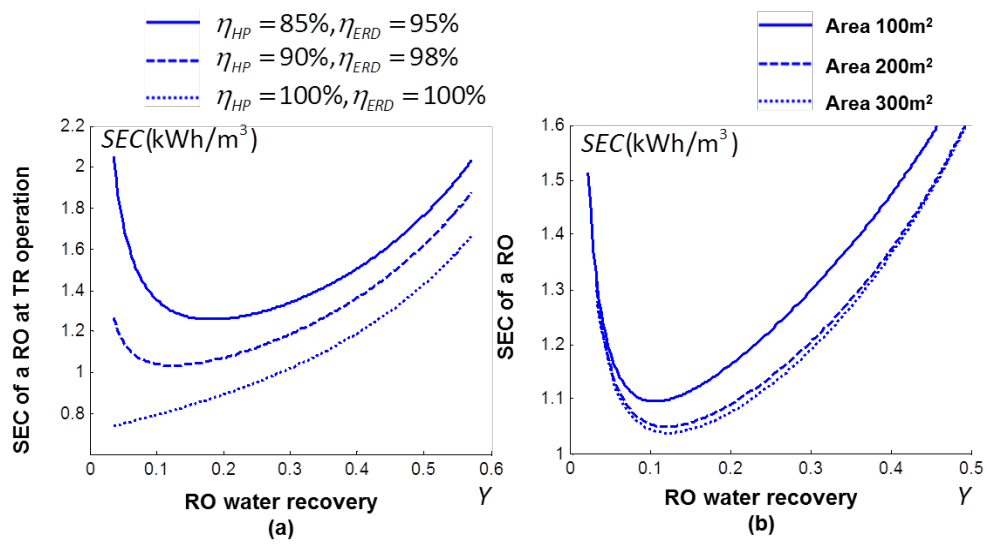 η_HP = 85%, η_ERD = 95%
η_HP = 90%, η_ERD = 98%
η_HP = 100%, η_ERD = 100%
Area 100m²
Area 200m²
Area 300m²
SEC of a RO at TR operation
SEC(kWh/m³)
2.2
2
1.8
1.6
1.4
1.2
1
0.8
0 0.1 0.2 0.3 0.4 0.5 0.6
RO water recovery Y
(a)
SEC of a RO
SEC(kWh/m³)
1.6
1.5
1.4
1.3
1.2
1.1
1
0 0.1 0.2 0.3 0.4 0.5
RO water recovery Y
(b)